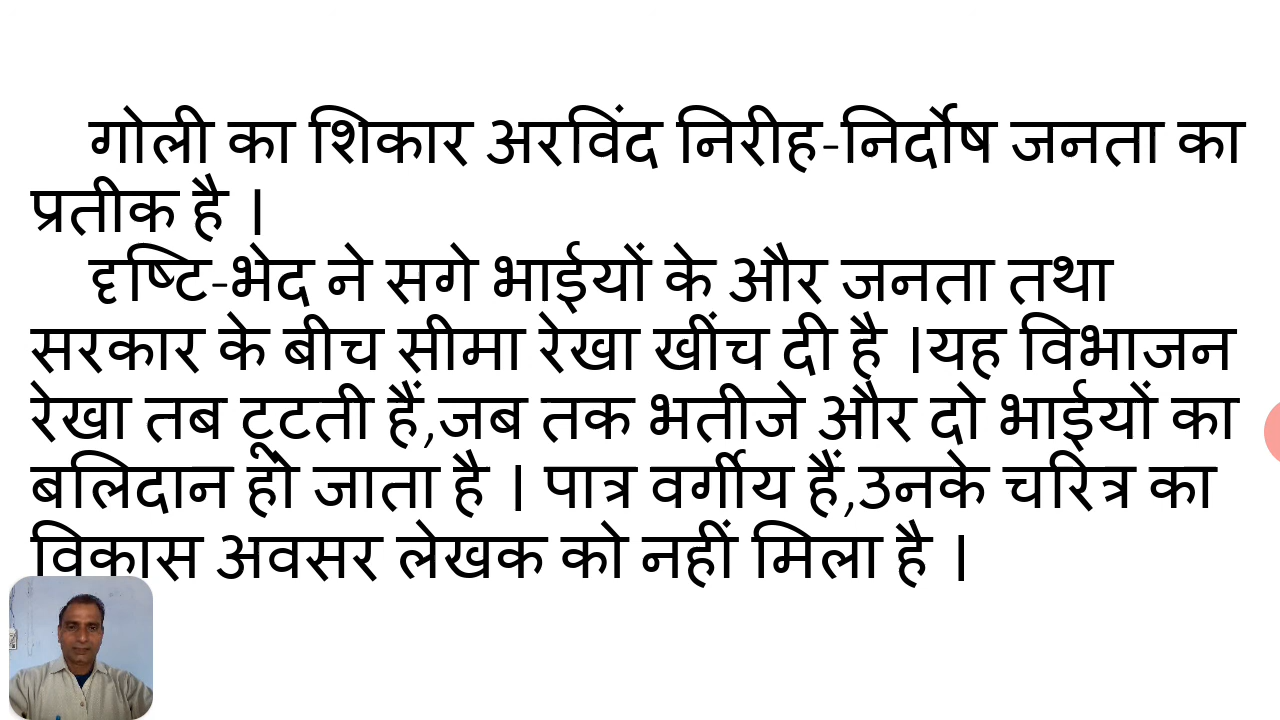 गोली का शिकार अरविंद निरीह-निर्दोष जनता का
प्रतीक है ।
दृष्टि-भेद ने सगे भाईयों के और जनता तथा
सरकार के बीच सीमा रेखा खींच दी है ।यह विभाजन
रेखा तब टूटती हैं,जब तक भतीजे और दो भाईयों का
बलिदान हो जाता है । पात्र वर्गीय हैं,उनके चरित्र का
विकास अवसर लेखक को नहीं मिला है ।